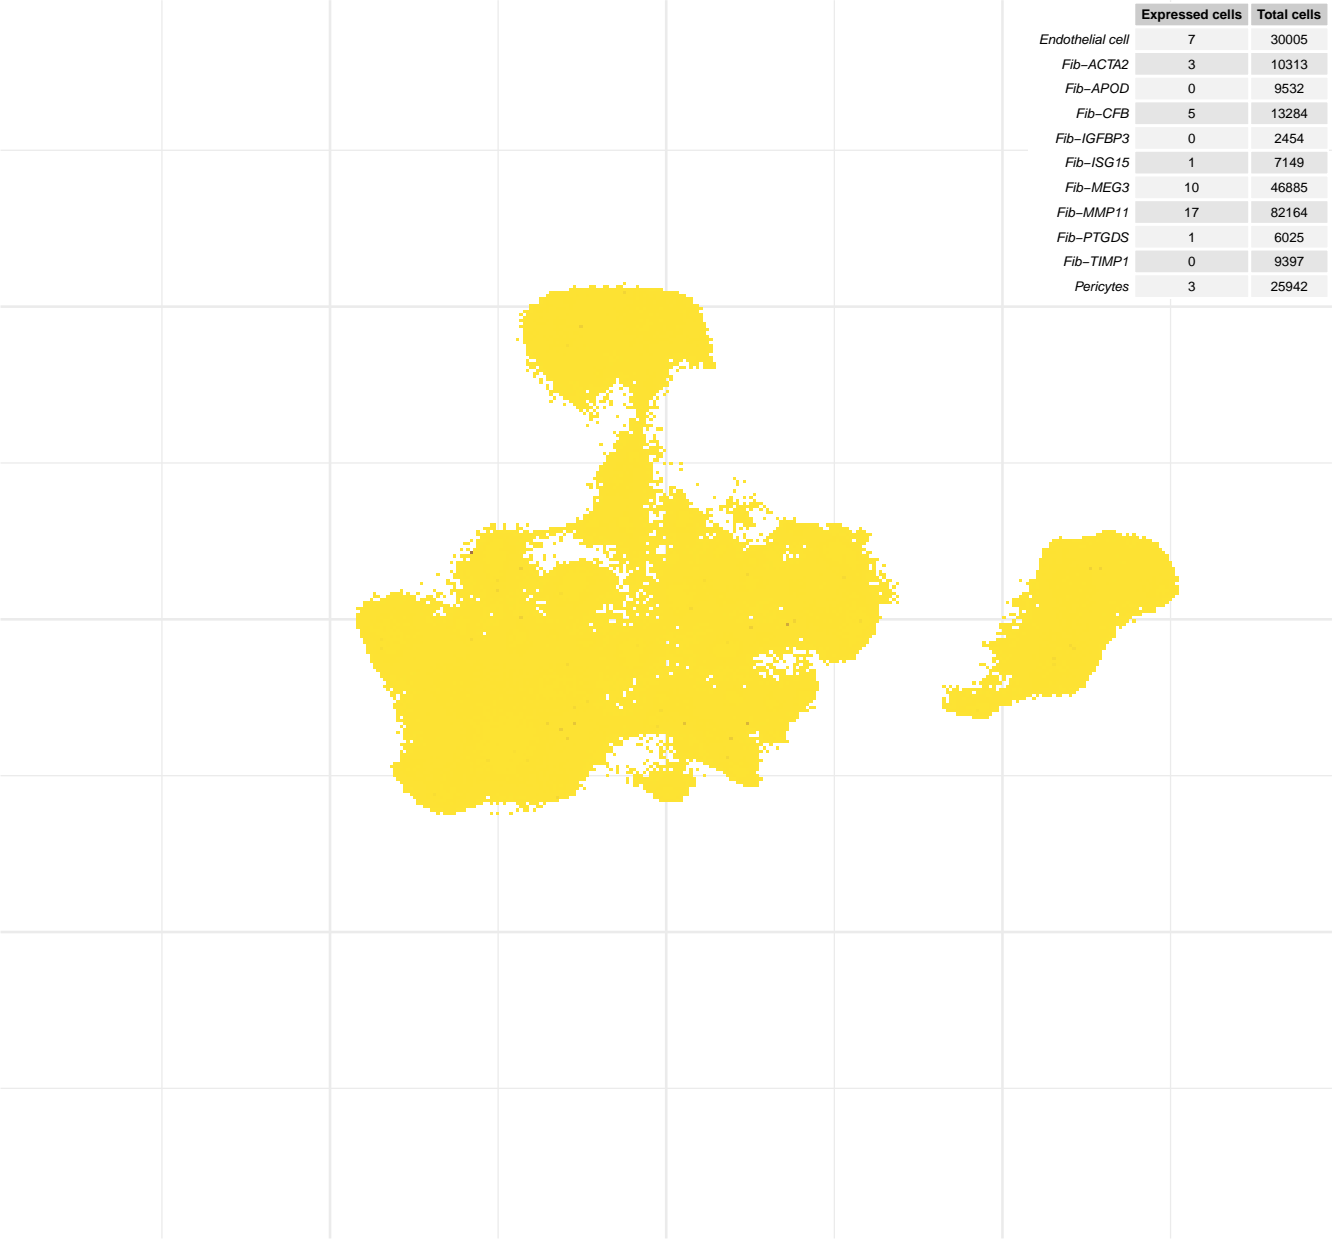 Expressed cells Total cells
Endothelial cell 7 30005
Fib−ACTA2 3 10313
Fib−APOD 0 9532
Fib−CFB 5 13284
Fib−IGFBP3 0 2454
Fib−ISG15 1 7149
Fib−MEG3 10 46885
Fib−MMP11 17 82164
Fib−PTGDS 1 6025
Fib−TIMP1 0 9397
Pericytes 3 25942